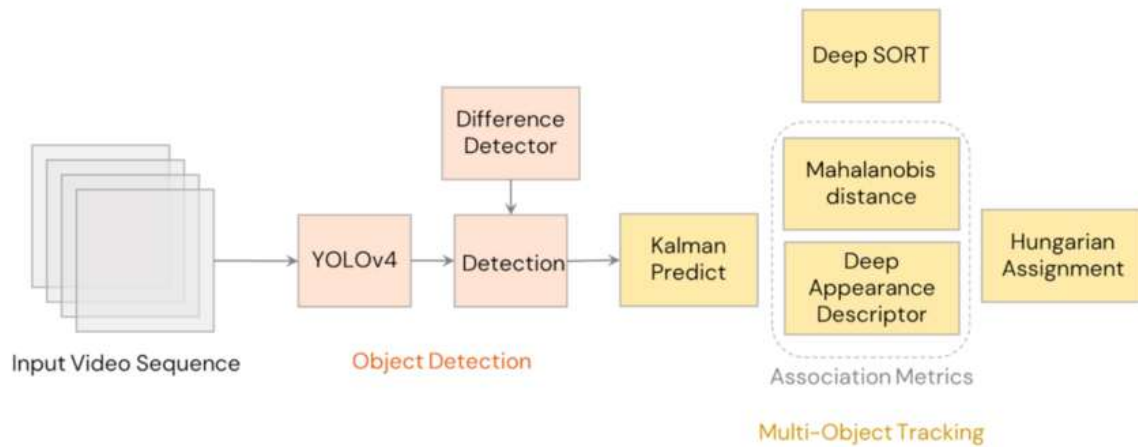 Deep SORT
Difference
Detector
Mahalanobis
distance
YOLOv4
Detection
Kalman
Predict
Deep
Appearance
Descriptor
Hungarian
Assignment
Input Video Sequence
Object Detection
Association Metrics
Multi-Object Tracking